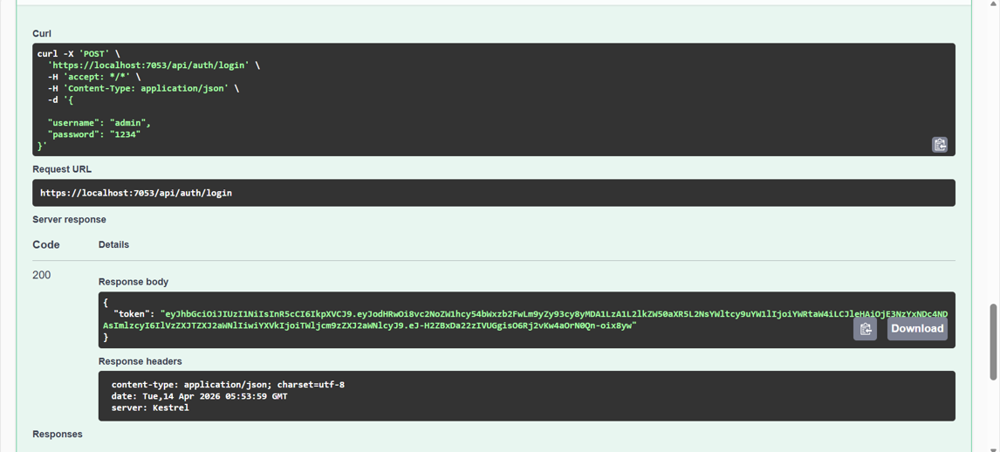 Curl
curl -X 'POST' \
'https://localhost:7053/api/auth/login' \
-H 'accept: */*' \
-H 'Content-Type: application/json' \
-d '{
"username": "admin",
"password": "1234"
}'
Request URL
https://localhost:7053/api/auth/login
Server response
Code Details
200
Response body
{
"token": "eyJhbGciOiJIUzI1NiIsInR5cCI6IkpXVCJ9.eyJodHRwOi8vc2NoZW1hcy54bWxzb2FwLm9yZy93cy8yMDA1LzA1L2lkZW50aXR5L2NsYWltcy9uYW1lIjoiYWRtaW4iLCJleHAiOjE3NzYxNDc4ND
AsImlzcyI6IlVzZXJTZXJ2aWNlIiwiYXVkIjoiTWljcm9zZXJ2aWNlcyJ9.eJ-H2ZBxDa22zIVUGgisO6Rj2vKw4aOrN0Qn-oix8yw"
}
Download
Response headers
content-type: application/json; charset=utf-8
date: Tue,14 Apr 2026 05:53:59 GMT
server: Kestrel
Responses